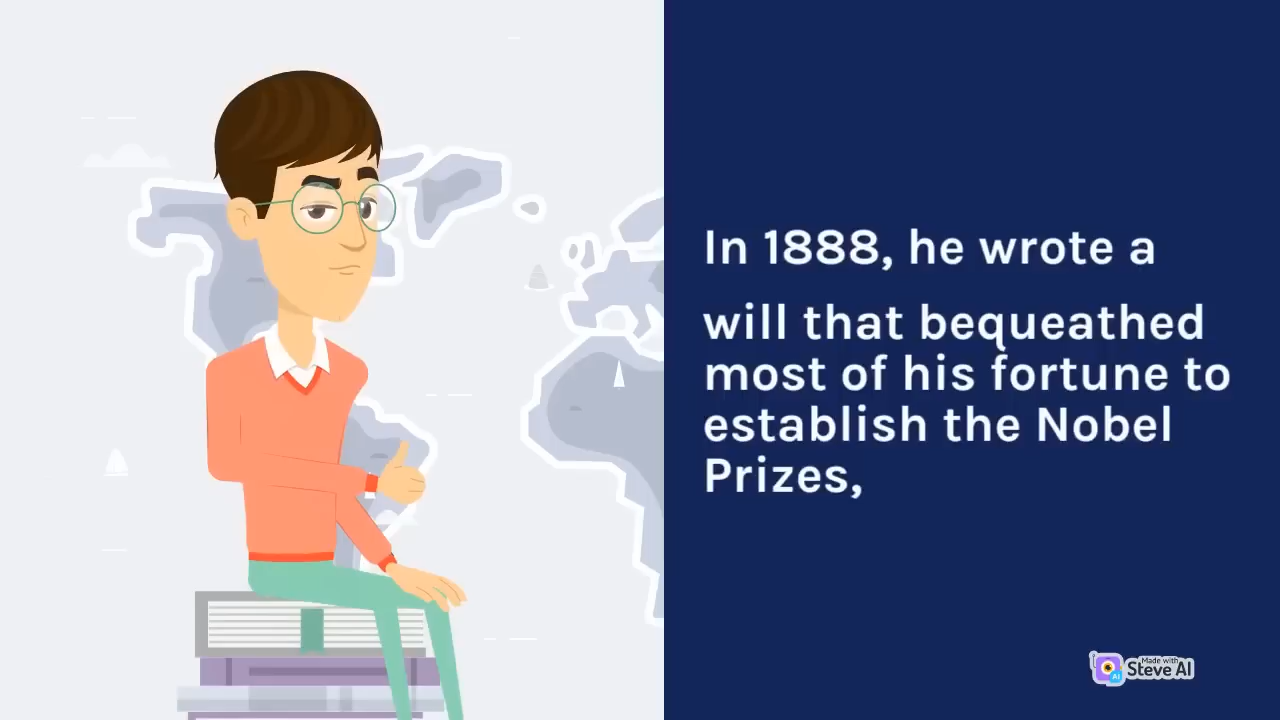 In 1888, he wrote a
will that bequeathed
most of his fortune to
establish the Nobel
Prizes,
Made with
Steve AI
AI